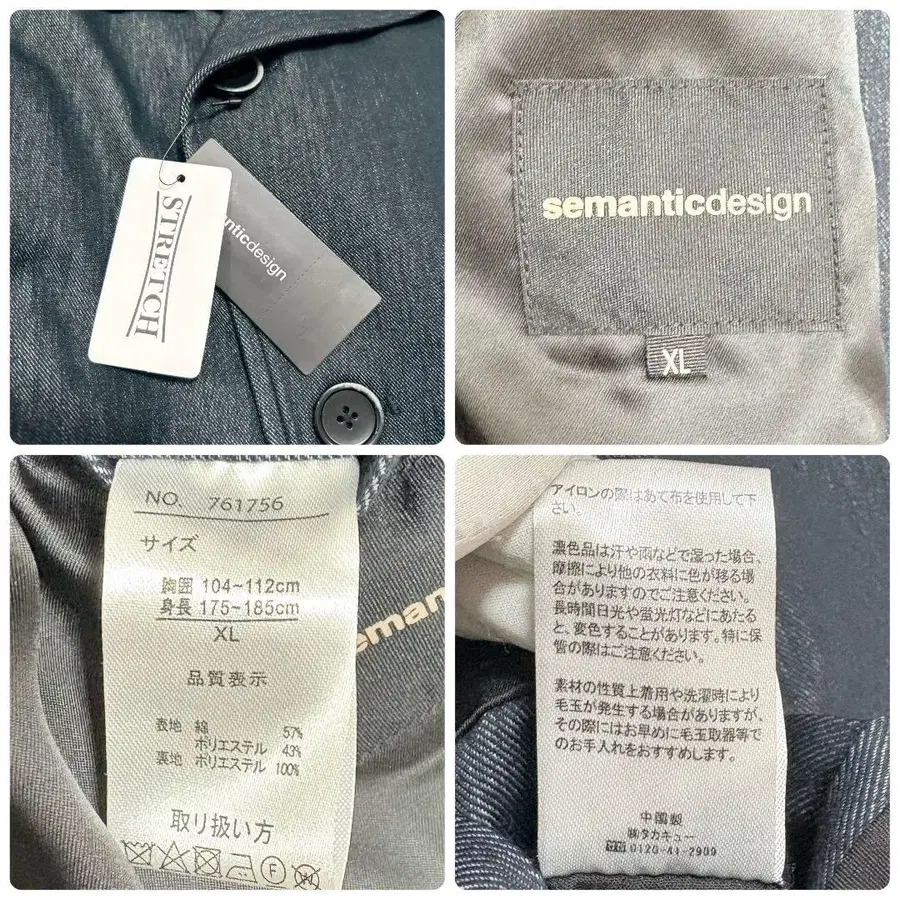 STRETCH
manticdesign
semanticdesign
XL
NO. 761756
サイズ
胸囲 104~112cm
身長 175~185cm
XL
品質表示
表地 綿 57%
ポリエステル 43%
裏地 ポリエステル 100%
取り扱い方
eman
アイロンの際はあて布を使用して下
さい。
濃色品は汗や雨などで湿った場合、
摩擦により他の衣料に色が移る場
合がありますのでご注意ください。
長時間日光や蛍光灯などにあたる
と、変色することがあります。特に保
管の際はご注意ください。
素材の性質上着用や洗濯時により
毛玉が発生する場合がありますが、
その際にはお早めに毛玉取器等で
のお手入れをおすすめします。
中国製
㈱タカキュー
0120-41-2909